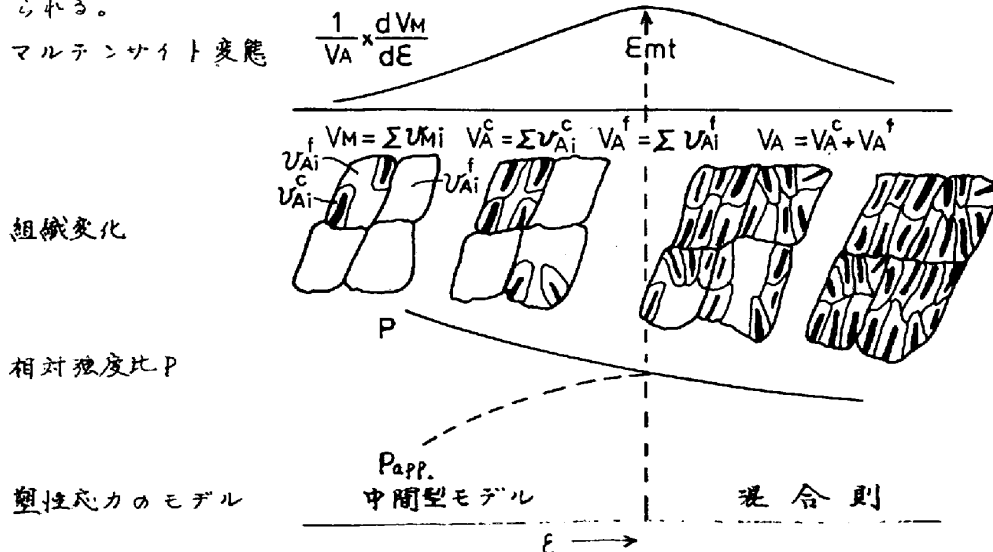 られる。
マルテンサイト変態
1/VA × dVM/dε
εmt
VM = ΣvMi VA^c = ΣvAi^c VA^f = ΣvAi^f VA = VA^c + VA^f
vAi^f
vAi^c
vAi^f
組織変化
P
相対強度比P
Papp.
塑性応力のモデル 中間型モデル 混合則
ε →